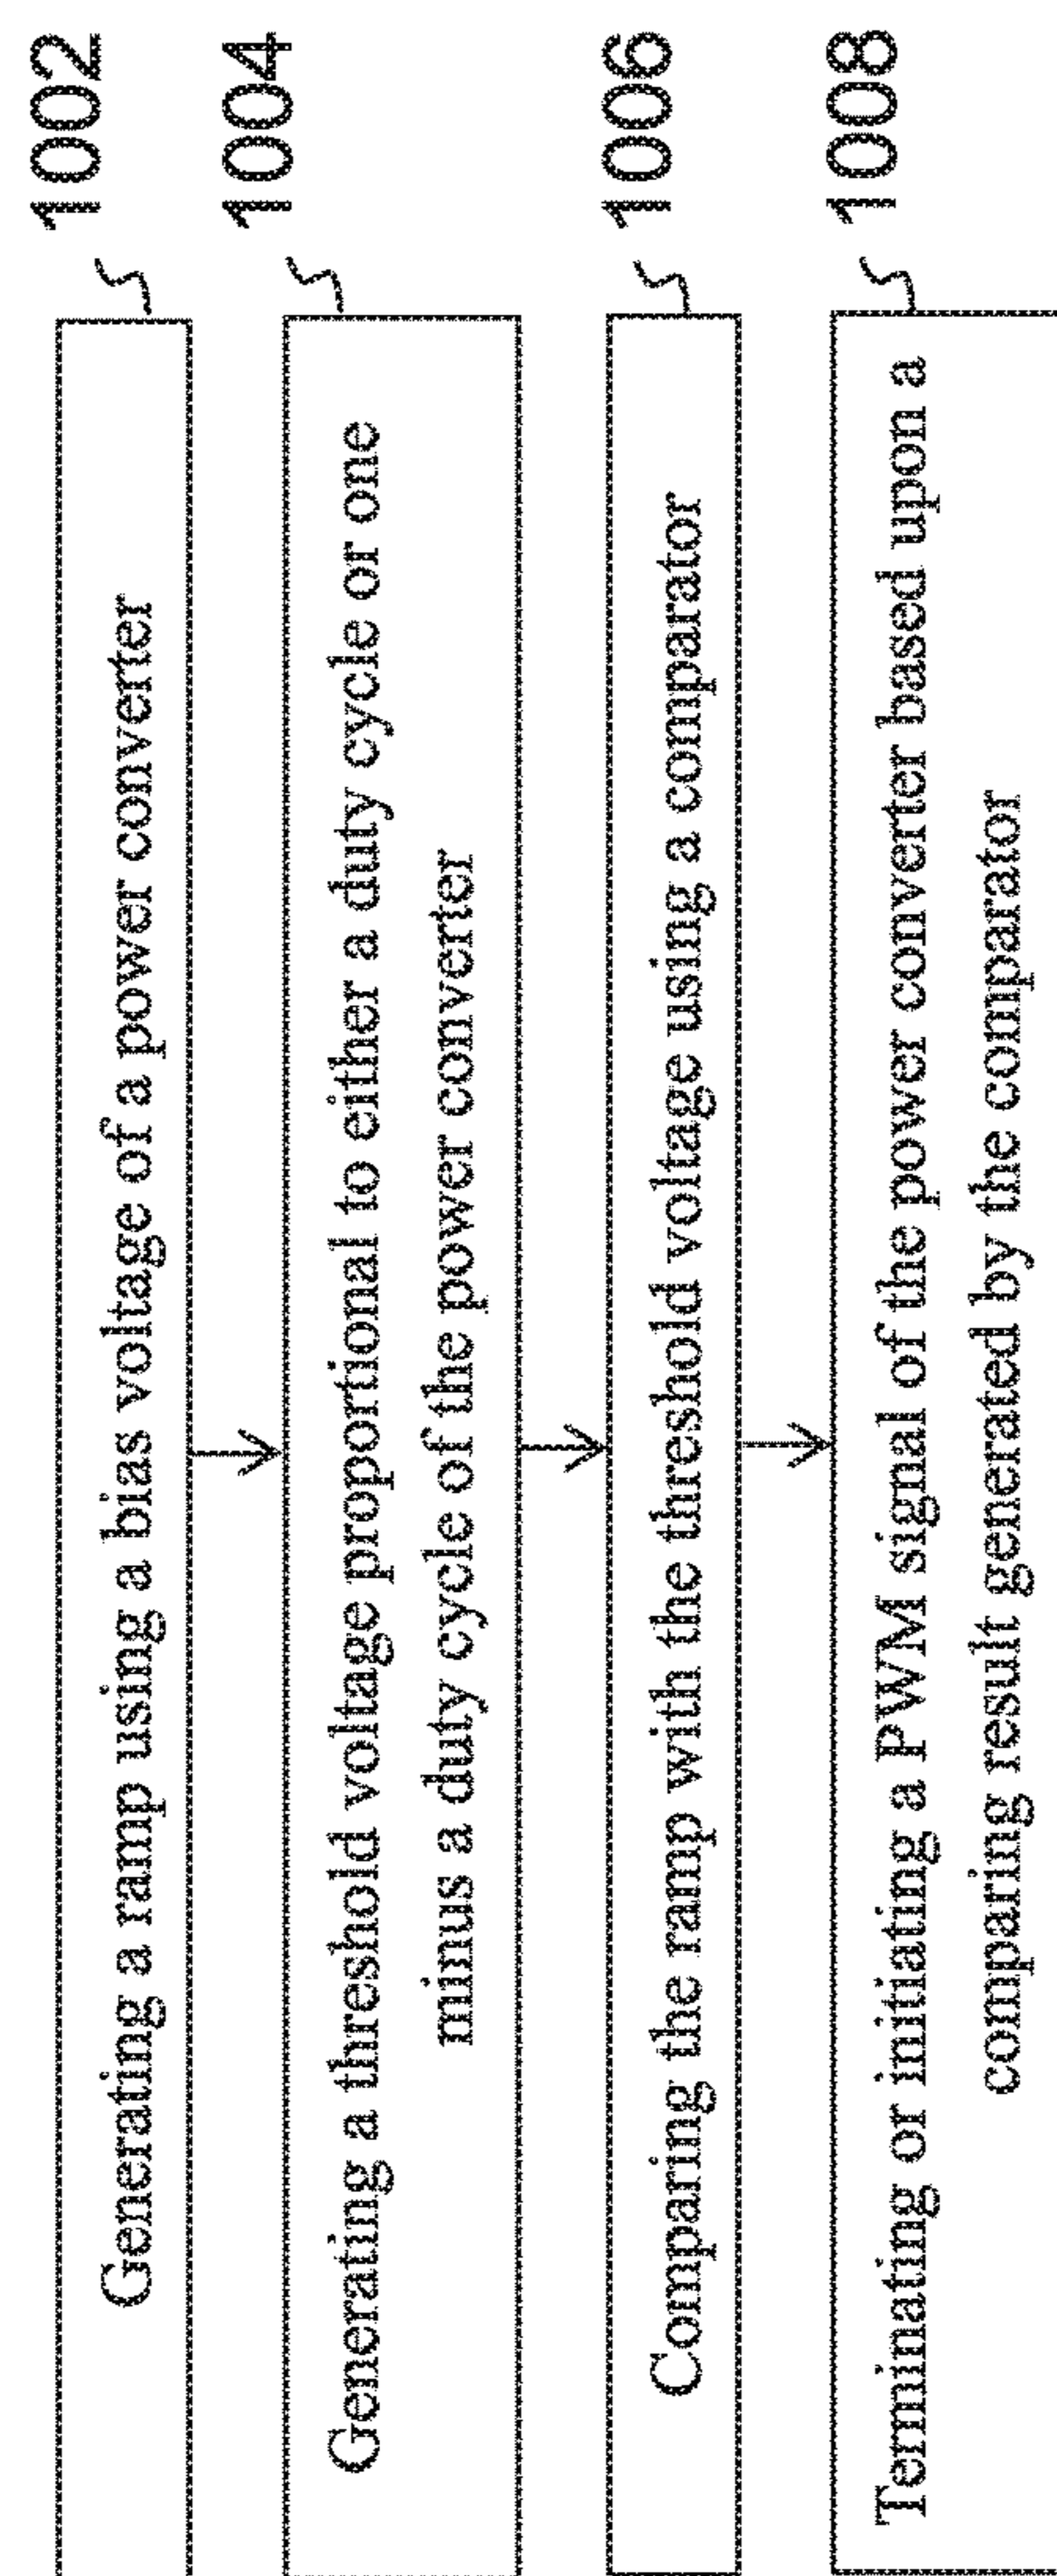 Generating a ramp using a bias voltage of a power converter
1002
Generating a threshold voltage proportional to either a duty cycle or one
minus a duty cycle of the power converter
1004
Comparing the ramp with the threshold voltage using a comparator
1006
Terminating or initiating a PWM signal of the power converter based upon a
comparing result generated by the comparator
1008